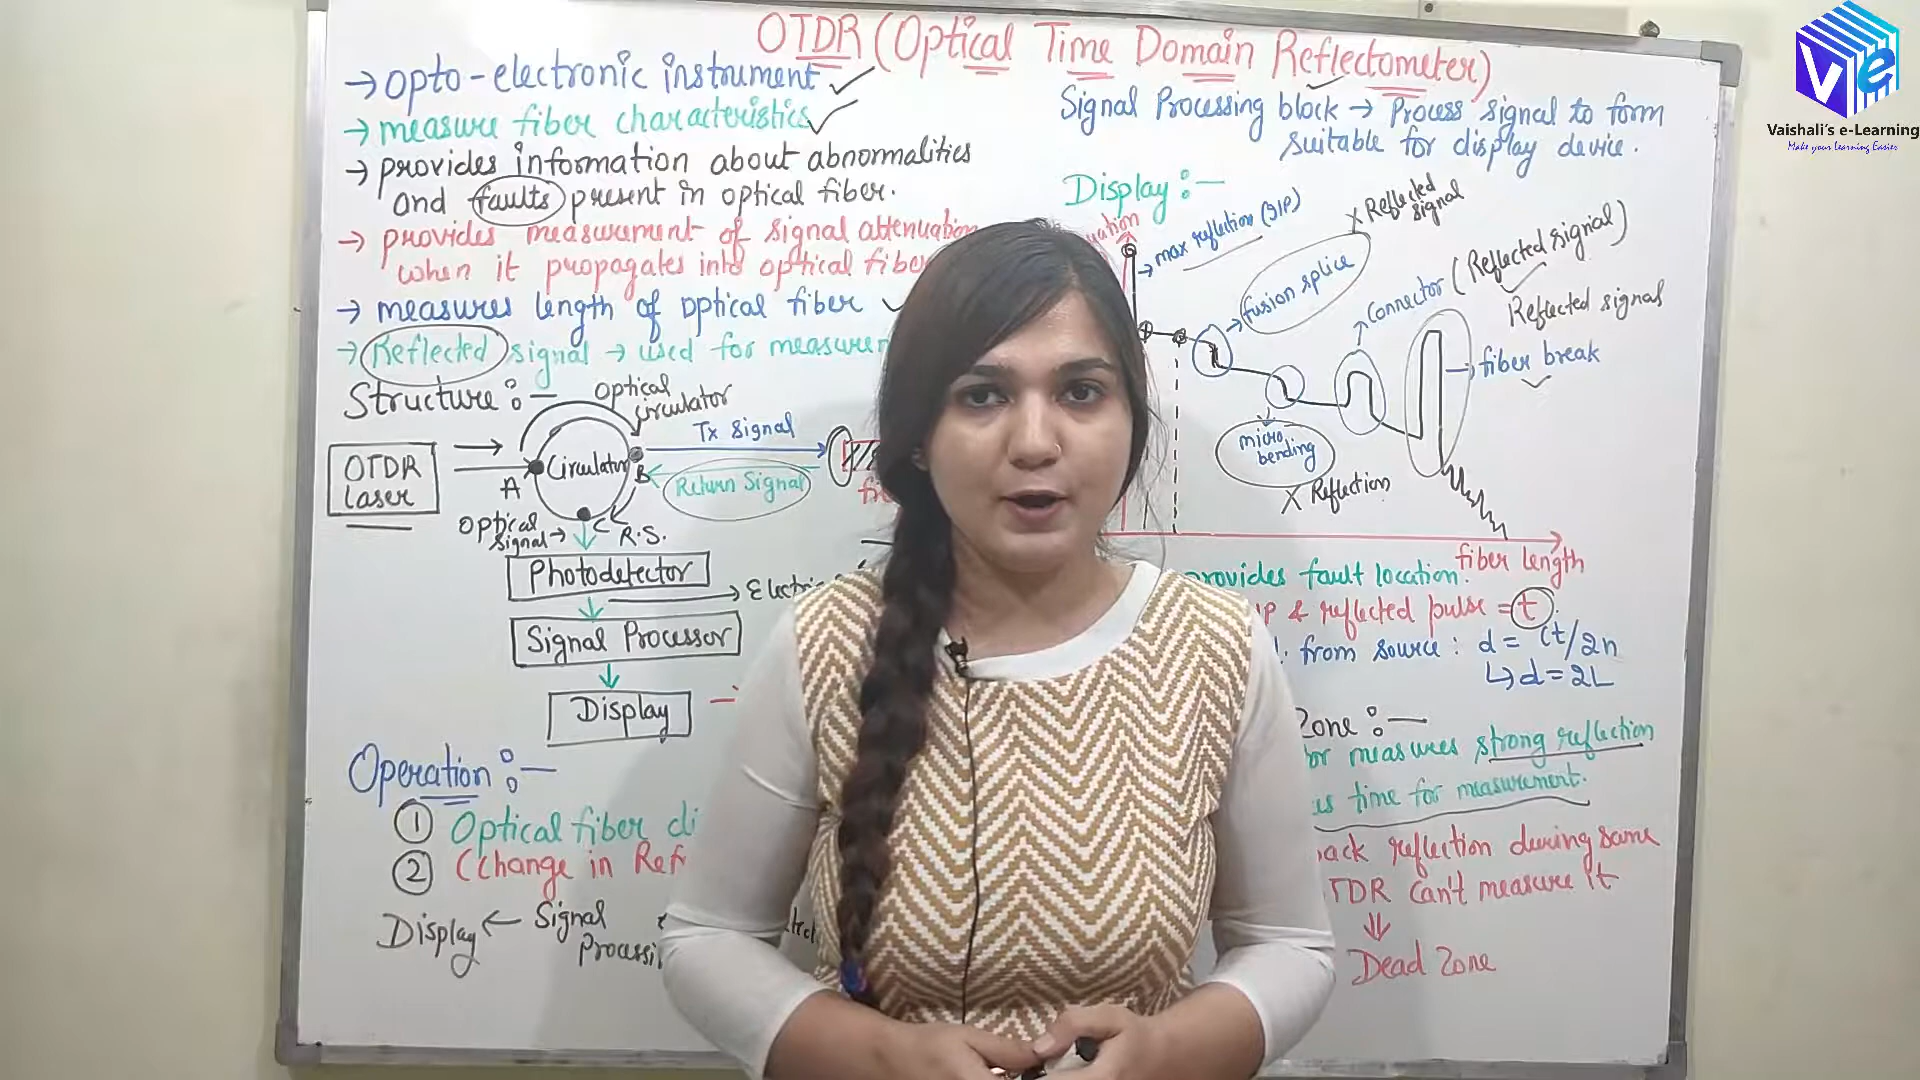 OTDR (Optical Time Domain Reflectometer)
→ opto-electronic instrument
→ measure fiber characteristics
→ provides information about abnormalities
and faults present in optical fiber.
→ provides measurement of signal attenuation
when it propagates into optical fiber
→ measures length of optical fiber
→ Reflected signal → used for
Structure :-
Optical
circulator
OTDR
Laser
A
Circulator
B
C
Tx Signal
Return Signal
Optical
signal →
R.S.
Photodetector
Signal Processor
Display
Operation :-
① Optical fiber
② (Change in
Display ← Signal
Signal Processing block → Process signal to form
suitable for display device.
Display :-
→ max reflection (I/P)
→ fusion splice
X Reflected
signal
Connector (Reflected signal)
Reflected signal
→ fiber break
micro
bending
X Reflection
fiber length
provides fault location.
& reflected pulse = t.
from source : d = ct/2n
↳ d = 2L
Zone :-
measures strong reflection
time for measurement.
reflection during same
can't measure it
⇓
Dead Zone
Ve
Vaishali's e-Learning
Make your Learning Easier